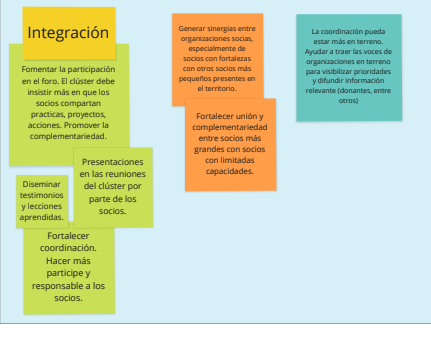 Integración
Fomentar la participación
en el foro. El clúster debe
insistir más en que los
socios compartan
practicas, proyectos,
acciones. Promover la
complementariedad.
Presentaciones
en las reuniones
del clúster por
parte de los
socios.
Diseminar
testimonios
y lecciones
aprendidas.
Fortalecer
coordinación.
Hacer más
participe y
responsable a los
socios.
Generar sinergias entre
organizaciones socias,
especialmente de
socios con fortalezas
con otros socios más
pequeños presentes en
el territorio.
Fortalecer unión y
complementariedad
entre socios más
grandes con socios
con limitadas
capacidades.
La coordinación pueda
estar más en terreno.
Ayudar a traer las voces de
organizaciones en terreno
para visibilizar prioridades
y difundir información
relevante (donantes, entre
otros)